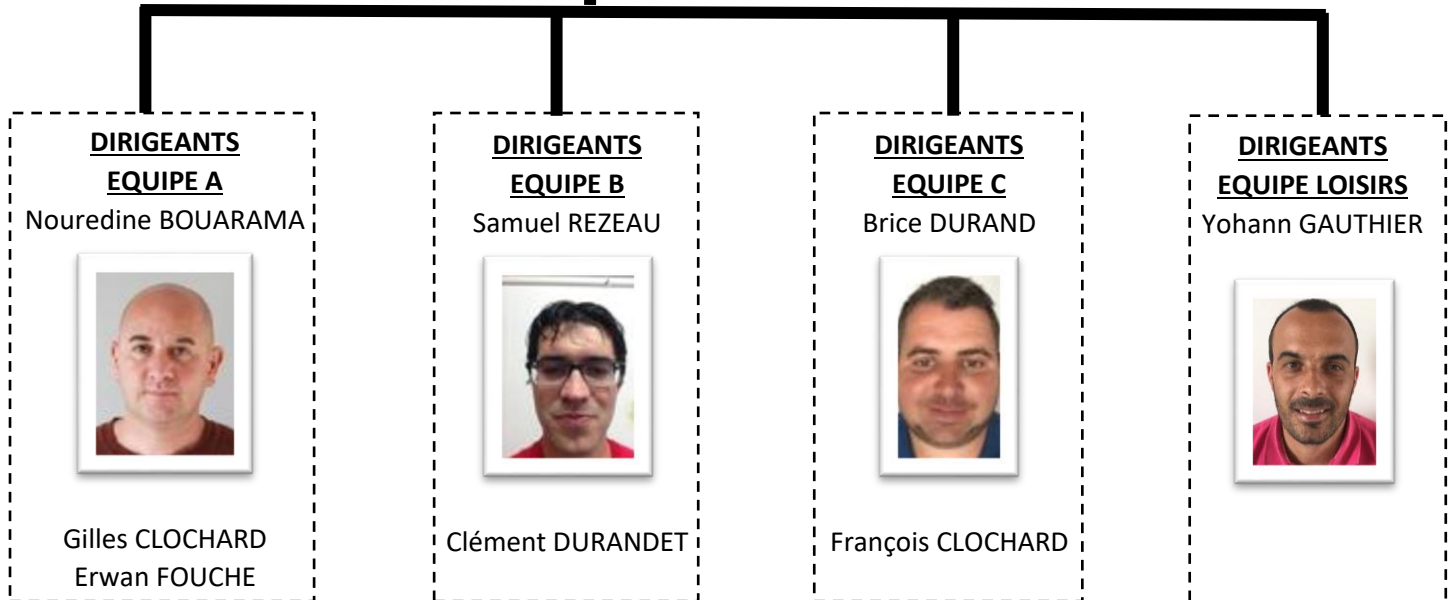 DIRIGEANTS
EQUIPE A
Nouredine BOUARAMA
Gilles CLOCHARD
Erwan FOUCHE
DIRIGEANTS
EQUIPE B
Samuel REZEAU
Clément DURANDET
DIRIGEANTS
EQUIPE C
Brice DURAND
François CLOCHARD
DIRIGEANTS
EQUIPE LOISIRS
Yohann GAUTHIER